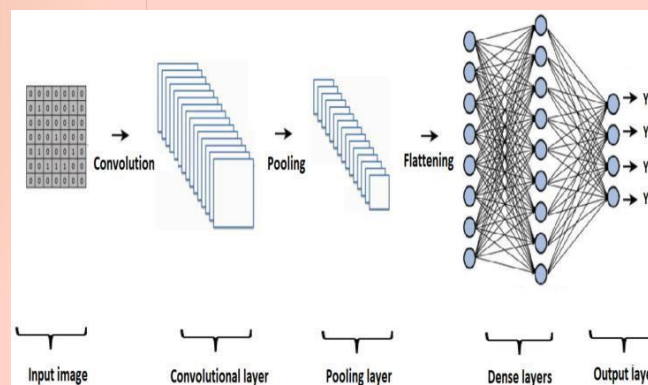 Convolution
Pooling
Flattening
Y
Y
Y
Y
Input image
Convolutional layer
Pooling layer
Dense layers
Output laye